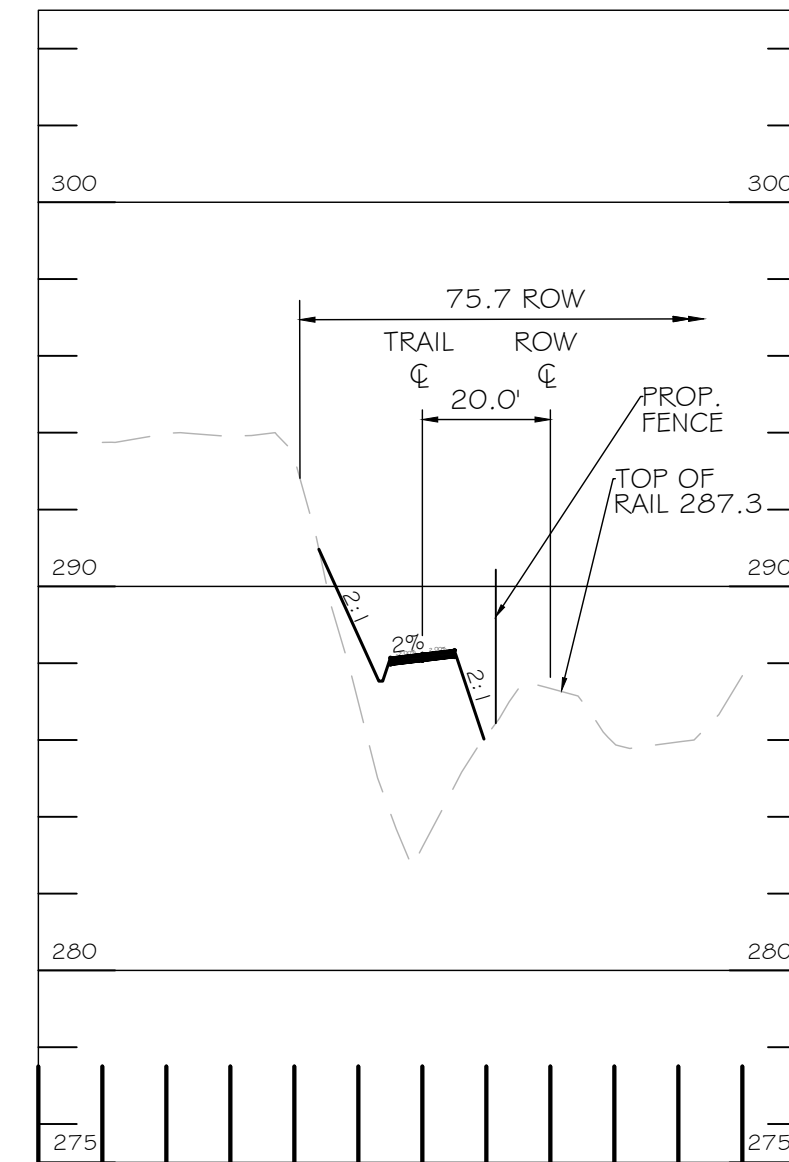 300 300
75.7 ROW
TRAIL ROW
℄ ℄
20.0'
PROP.
FENCE
TOP OF
RAIL 287.3
290 290
2:1
2%
2:1
280 280
275 275